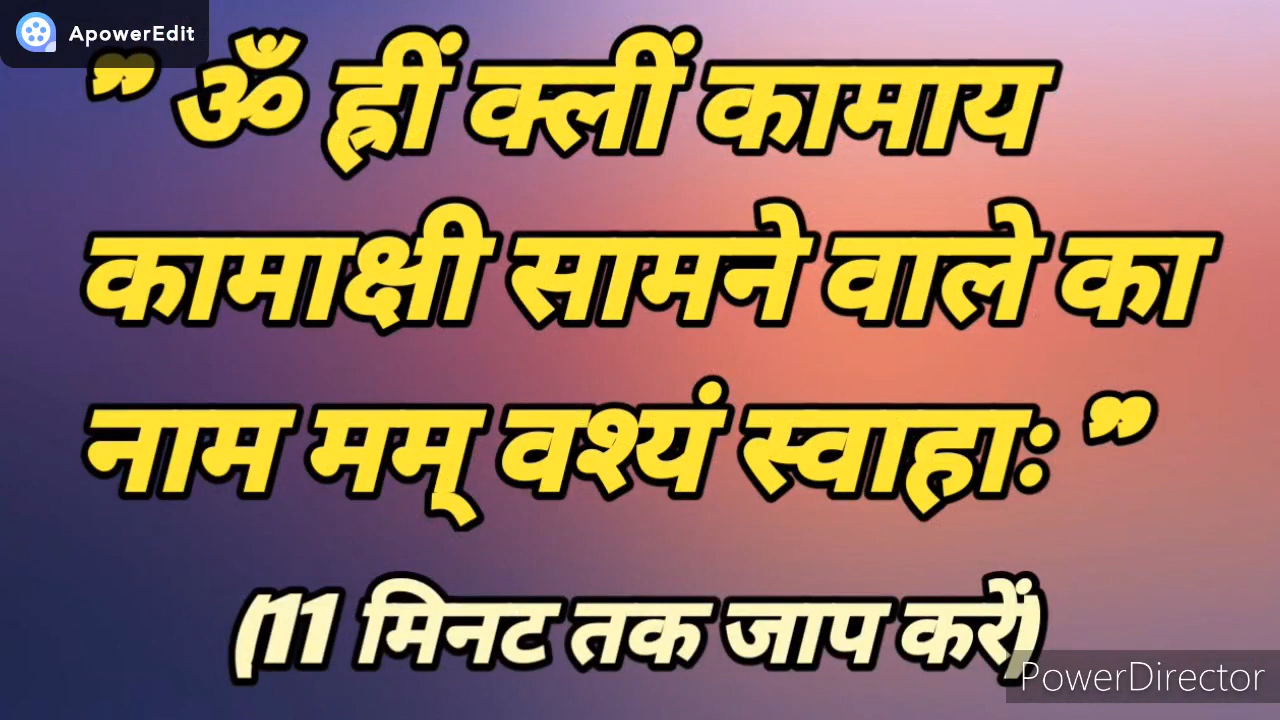 ApowerEdit
" ॐ ह्रीं क्लीं कामाय
कामाक्षी सामने वाले का
नाम मम् वश्यं स्वाहाः "
(11 मिनट तक जाप करें)
PowerDirector